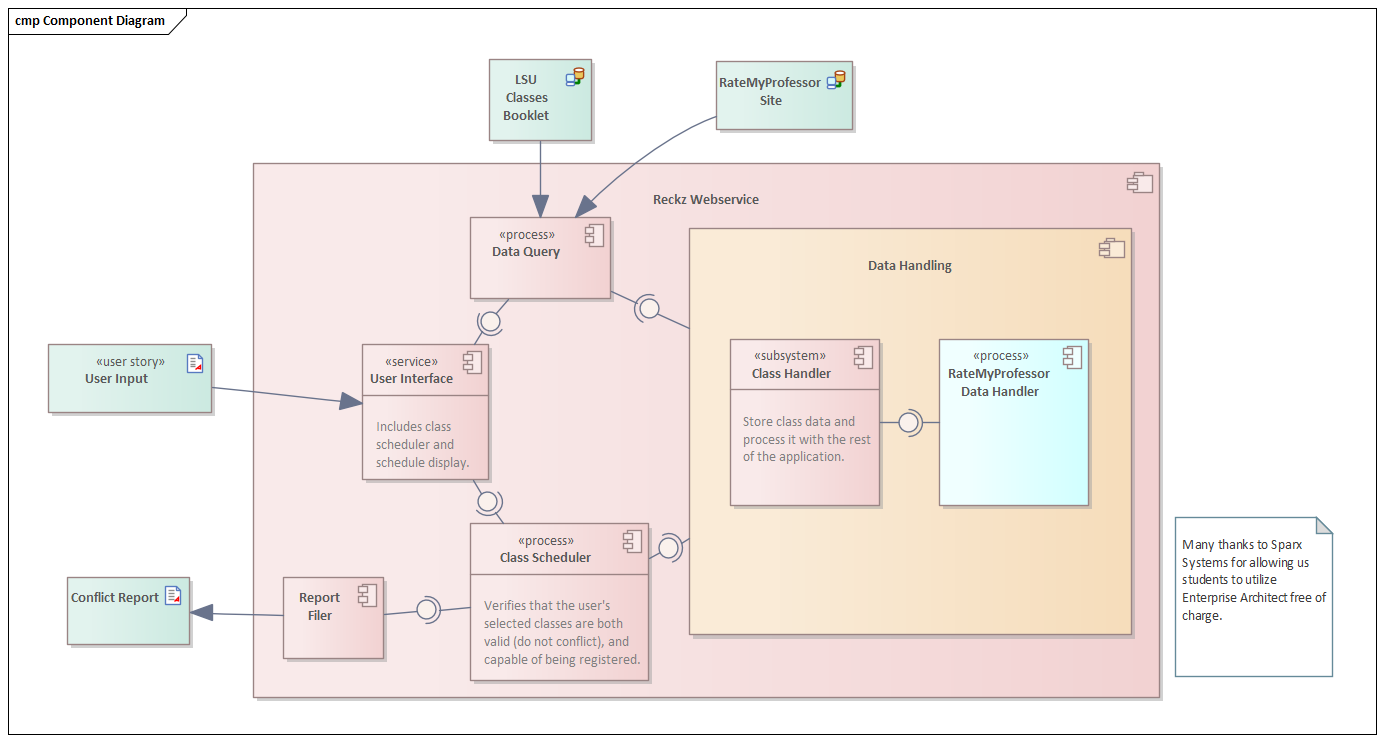 cmp Component Diagram
LSU
Classes
Booklet
RateMyProfessor
Site
Reckz Webservice
«process»
Data Query
Data Handling
«user story»
User Input
«service»
User Interface
Includes class
scheduler and
schedule display.
«subsystem»
Class Handler
Store class data and
process it with the rest
of the application.
«process»
RateMyProfessor
Data Handler
«process»
Class Scheduler
Verifies that the user's
selected classes are both
valid (do not conflict), and
capable of being registered.
Conflict Report
Report
Filer
Many thanks to Sparx
Systems for allowing us
students to utilize
Enterprise Architect free of
charge.